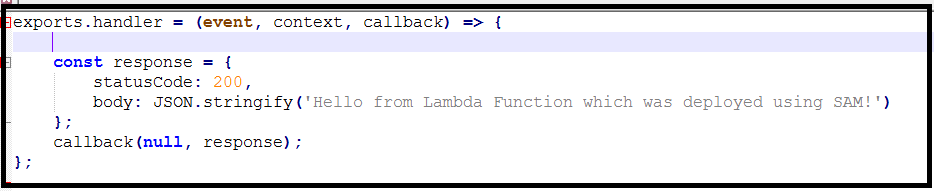 exports.handler = (event, context, callback) => {
    const response = {
        statusCode: 200,
        body: JSON.stringify('Hello from Lambda Function which was deployed using SAM!')
    };
    callback(null, response);
};